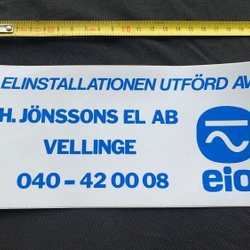 ELINSTALLATIONEN UTFÖRD AV
H. JÖNSSONS EL AB
VELLINGE
040-42 00 08
eio